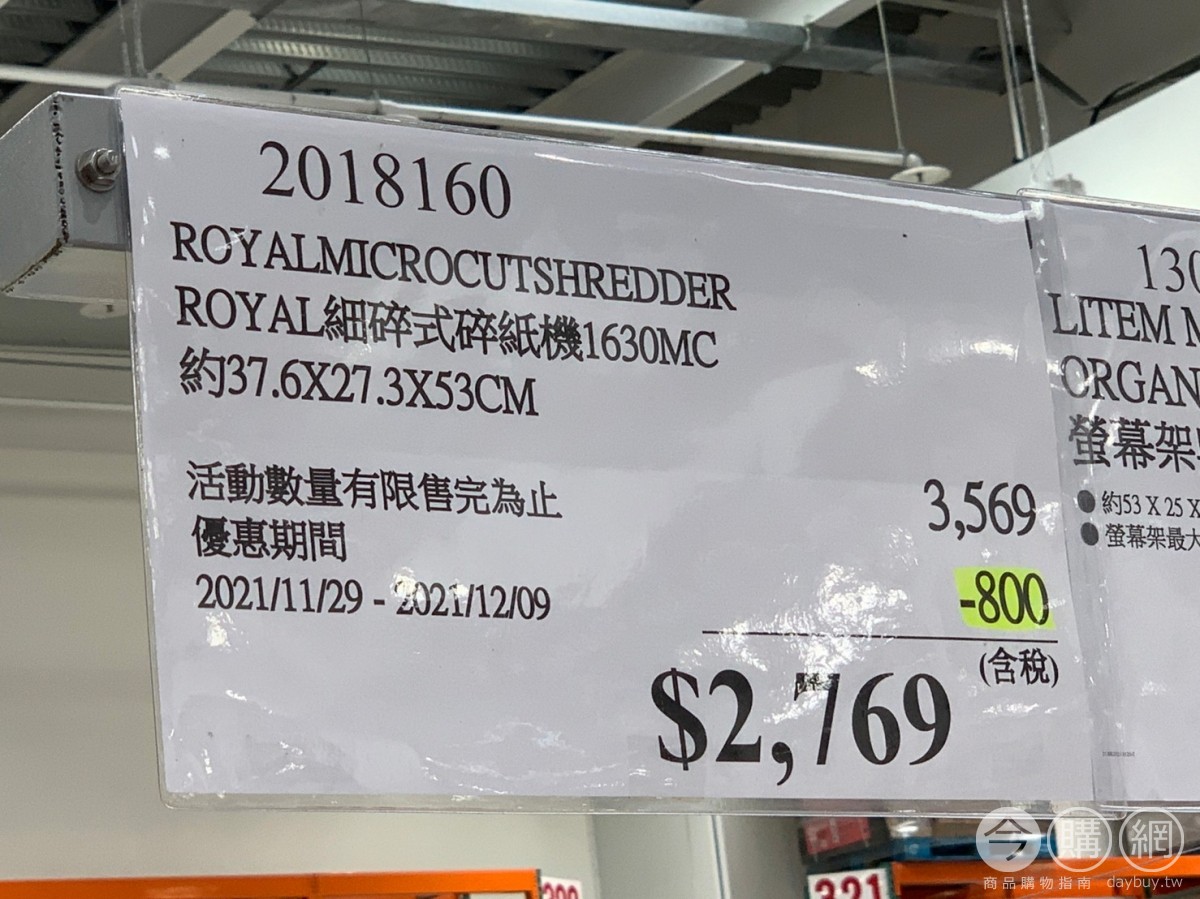 2018160
ROYALMICROCUTSHREDDER
ROYAL細碎式碎紙機1630MC
約37.6X27.3X53CM
活動數量有限售完為止
優惠期間
2021/11/29 - 2021/12/09
3,569
-800
(含稅)
$2,769
130
LITEM
ORGAN
螢幕架
約53 X 25 X
螢幕架最大
321
今購網
商品購物指南 daybuy.tw